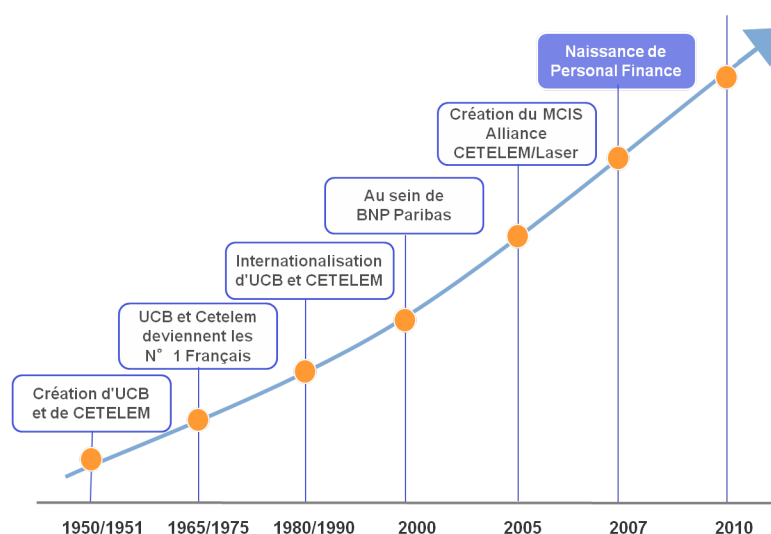 Naissance de
Personal Finance
Création du MCIS
Alliance
CETELEM/Laser
Au sein de
BNP Paribas
Internationalisation
d'UCB et CETELEM
UCB et Cetelem
deviennent les
N° 1 Français
Création d'UCB
et de CETELEM
1950/1951 1965/1975 1980/1990 2000 2005 2007 2010